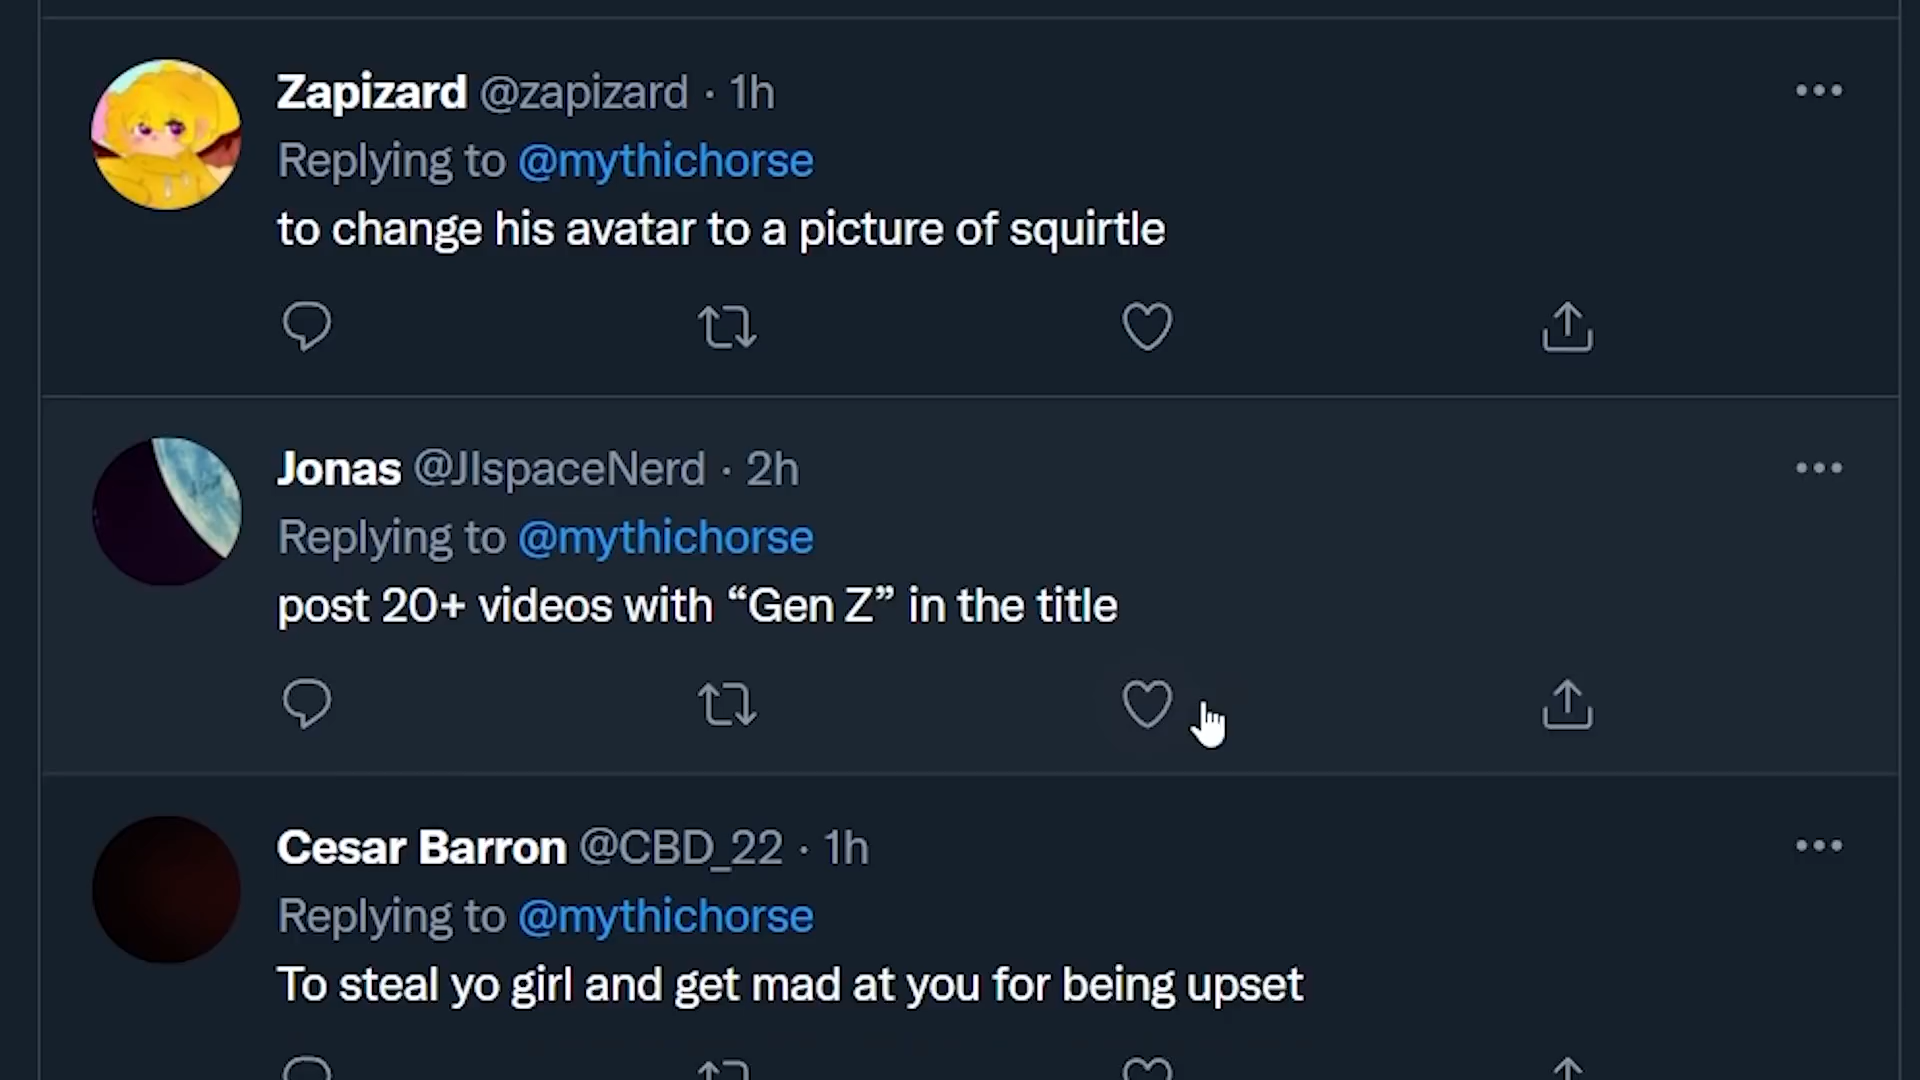 Zapizard @zapizard · 1h
Replying to @mythichorse
to change his avatar to a picture of squirtle
Jonas @JIspaceNerd · 2h
Replying to @mythichorse
post 20+ videos with “Gen Z” in the title
Cesar Barron @CBD_22 · 1h
Replying to @mythichorse
To steal yo girl and get mad at you for being upset